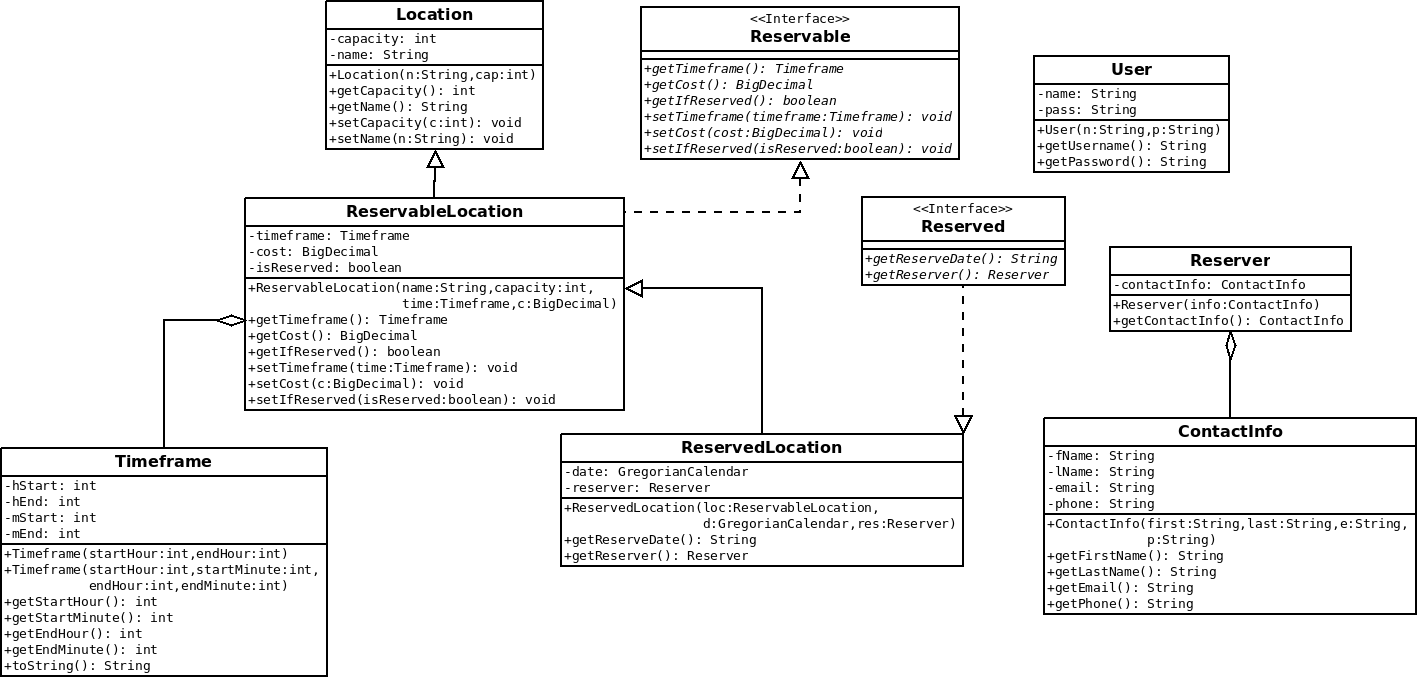 Location
-capacity: int
-name: String
+Location(n:String,cap:int)
+getCapacity(): int
+getName(): String
+setCapacity(c:int): void
+setName(n:String): void
<<Interface>>
Reservable
+getTimeframe(): Timeframe
+getCost(): BigDecimal
+getIfReserved(): boolean
+setTimeframe(timeframe:Timeframe): void
+setCost(cost:BigDecimal): void
+setIfReserved(isReserved:boolean): void
User
-name: String
-pass: String
+User(n:String,p:String)
+getUsername(): String
+getPassword(): String
ReservableLocation
-timeframe: Timeframe
-cost: BigDecimal
-isReserved: boolean
+ReservableLocation(name:String,capacity:int,
time:Timeframe,c:BigDecimal)
+getTimeframe(): Timeframe
+getCost(): BigDecimal
+getIfReserved(): boolean
+setTimeframe(time:Timeframe): void
+setCost(c:BigDecimal): void
+setIfReserved(isReserved:boolean): void
<<Interface>>
Reserved
+getReserveDate(): String
+getReserver(): Reserver
Reserver
-contactInfo: ContactInfo
+Reserver(info:ContactInfo)
+getContactInfo(): ContactInfo
Timeframe
-hStart: int
-hEnd: int
-mStart: int
-mEnd: int
+Timeframe(startHour:int,endHour:int)
+Timeframe(startHour:int,startMinute:int,
endHour:int,endMinute:int)
+getStartHour(): int
+getStartMinute(): int
+getEndHour(): int
+getEndMinute(): int
+toString(): String
ReservedLocation
-date: GregorianCalendar
-reserver: Reserver
+ReservedLocation(loc:ReservableLocation,
d:GregorianCalendar,res:Reserver)
+getReserveDate(): String
+getReserver(): Reserver
ContactInfo
-fName: String
-lName: String
-email: String
-phone: String
+ContactInfo(first:String,last:String,e:String,
p:String)
+getFirstName(): String
+getLastName(): String
+getEmail(): String
+getPhone(): String